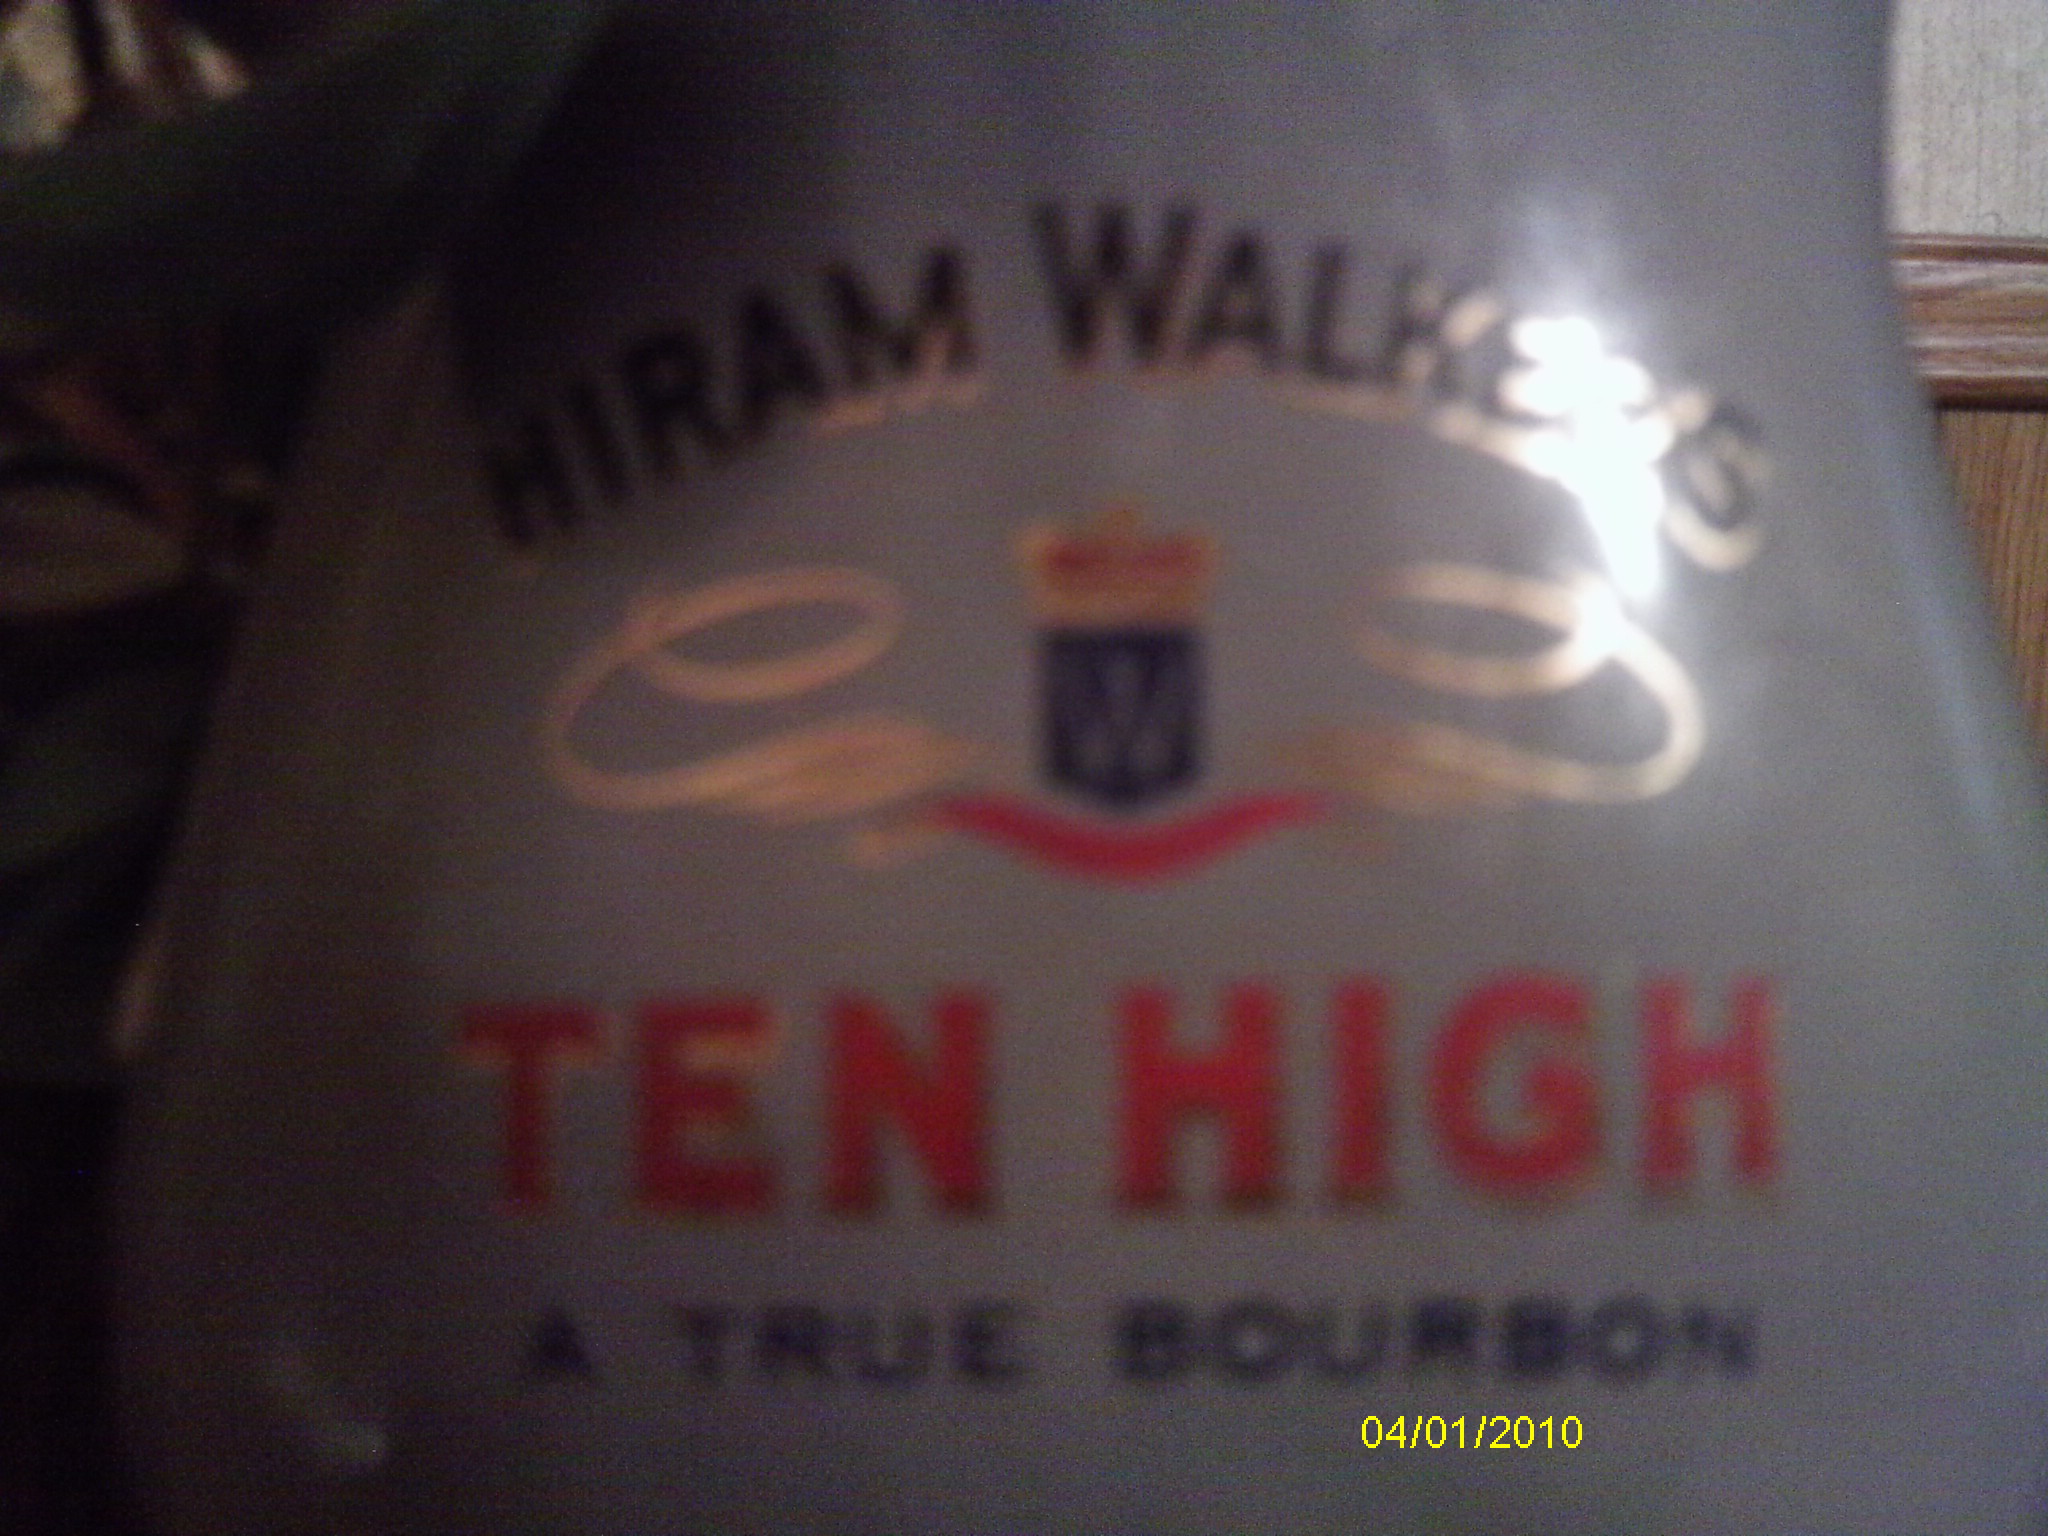 HIRAM WALKER'S
W
TEN HIGH
A TRUE BOURBON
04/01/2010